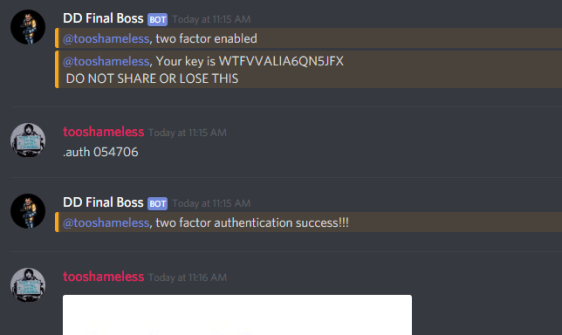 DD Final Boss BOT Today at 11:15 AM
@tooshameless, two factor enabled
@tooshameless, Your key is WTFVVALIA6QN5JFX
DO NOT SHARE OR LOSE THIS
tooshameless Today at 11:15 AM
.auth 054706
DD Final Boss BOT Today at 11:15 AM
@tooshameless, two factor authentication success!!!
tooshameless Today at 11:16 AM